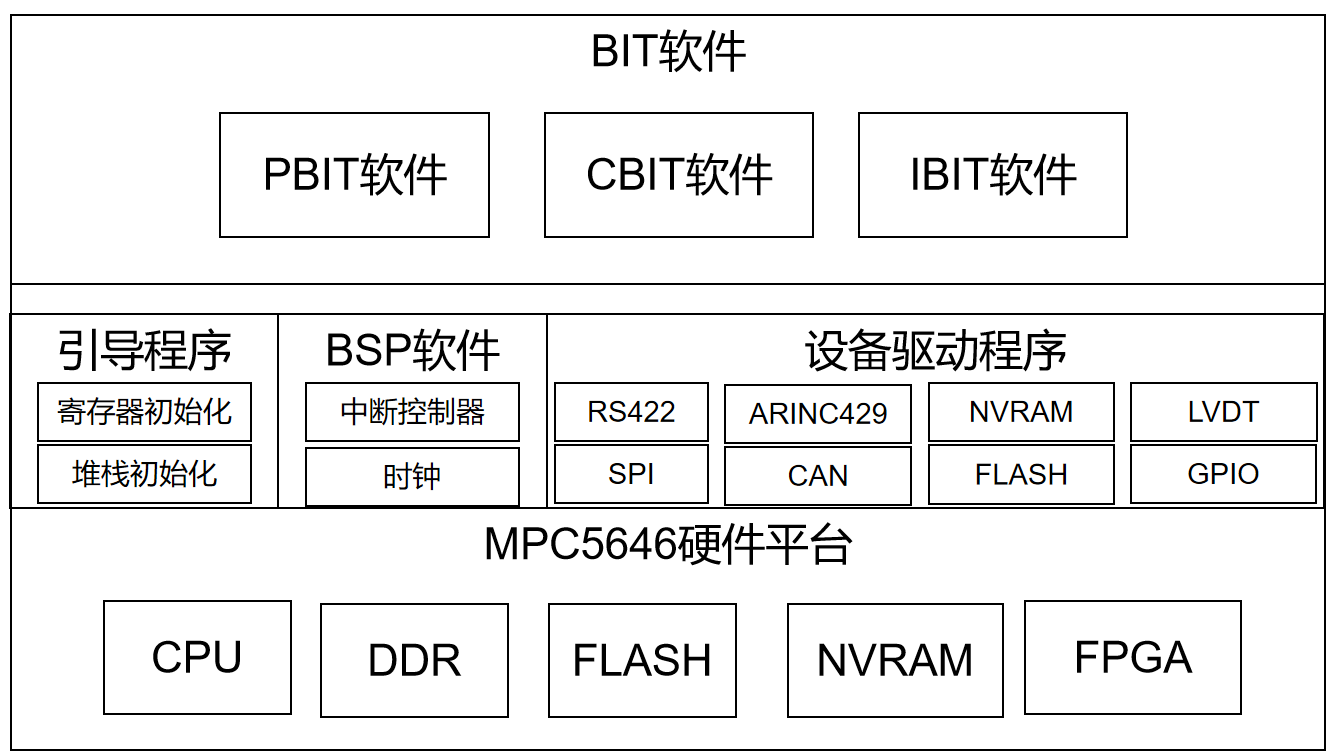 BIT软件
PBIT软件
CBIT软件
IBIT软件
引导程序
寄存器初始化
堆栈初始化
BSP软件
中断控制器
时钟
设备驱动程序
RS422
ARINC429
NVRAM
LVDT
SPI
CAN
FLASH
GPIO
MPC5646硬件平台
CPU
DDR
FLASH
NVRAM
FPGA